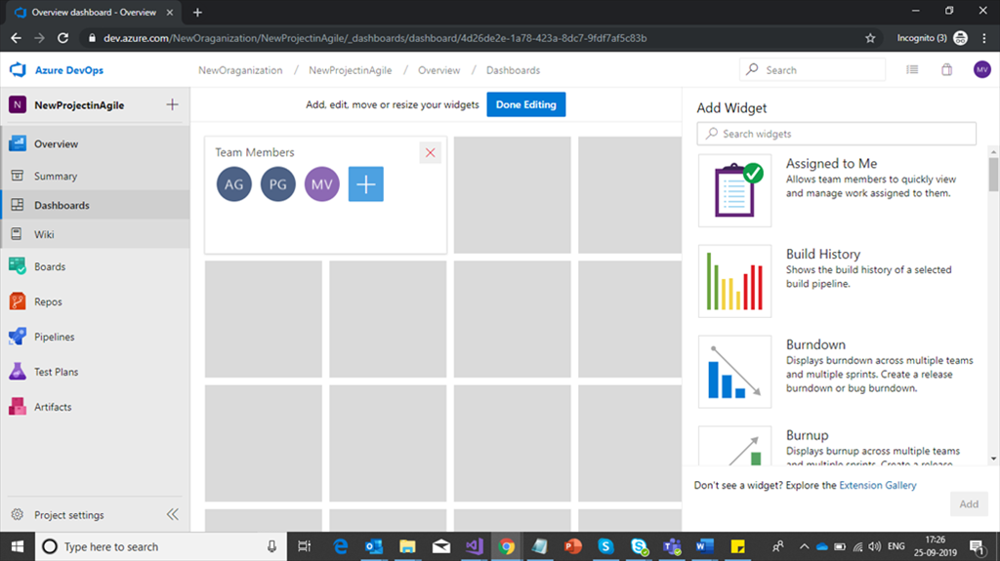 Overview dashboard - Overview
dev.azure.com/NewOraganization/NewProjectinAgile/_dashboards/dashboard/4d26de2e-1a78-423a-8dc7-9fdf7af5c83b
Incognito (3)
Azure DevOps
NewOraganization / NewProjectinAgile / Overview / Dashboards
Search
MV
N NewProjectinAgile
Overview
Summary
Dashboards
Wiki
Boards
Repos
Pipelines
Test Plans
Artifacts
Project settings
Add, edit, move or resize your widgets Done Editing
Team Members
AG PG MV
Add Widget
Search widgets
Assigned to Me
Allows team members to quickly view
and manage work assigned to them.
Build History
Shows the build history of a selected
build pipeline.
Burndown
Displays burndown across multiple teams
and multiple sprints. Create a release
burndown or bug burndown.
Burnup
Displays burnup across multiple teams
and multiple sprints. Create a release
Don't see a widget? Explore the Extension Gallery
Add
Type here to search
ENG
17:26
25-09-2019
1